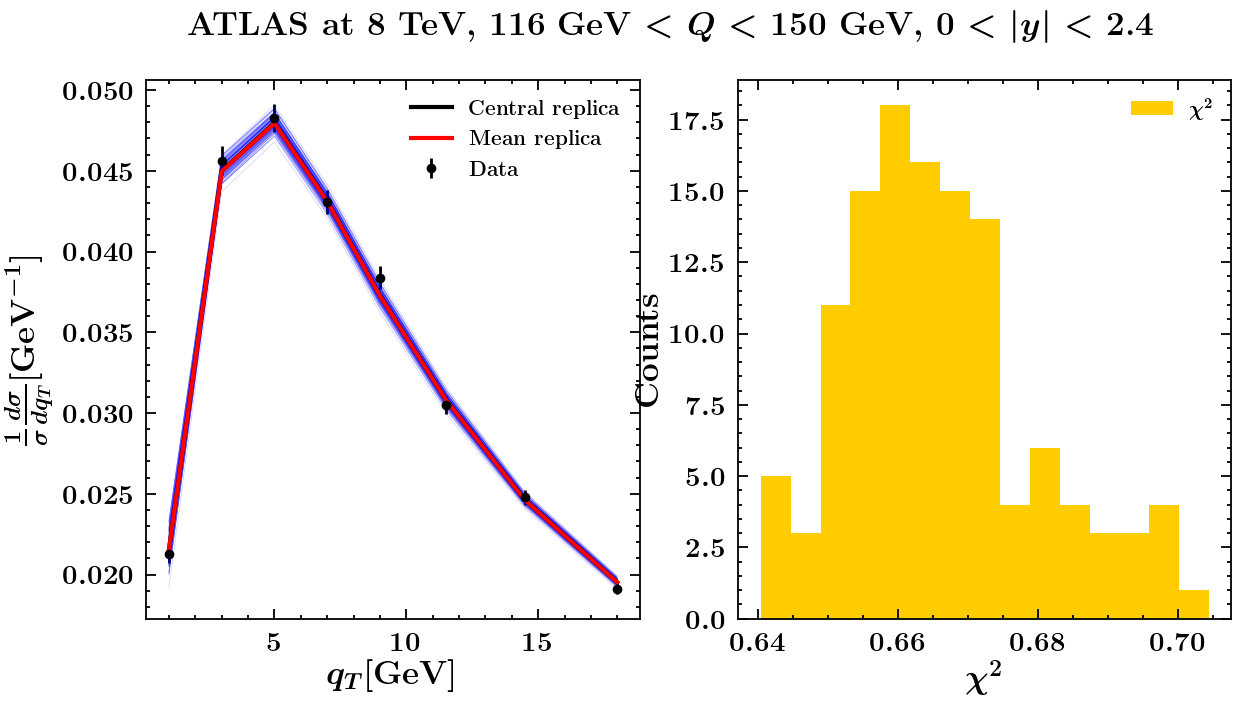 ATLAS at 8 TeV, 116 GeV < Q < 150 GeV, 0 < |y| < 2.4
0.050
0.045
0.040
0.035
0.030
0.025
0.020
1/σ dσ/dq_T [GeV⁻¹]
Central replica
Mean replica
Data
5 10 15
q_T[GeV]
17.5
15.0
12.5
10.0
7.5
5.0
2.5
0.0
Counts
χ²
0.64 0.66 0.68 0.70
χ²